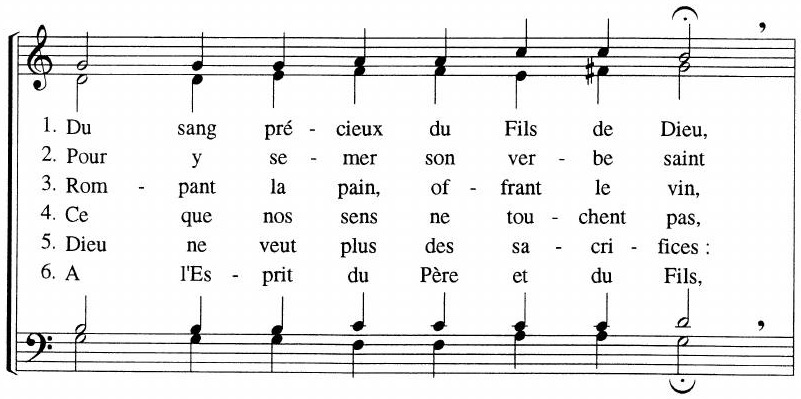 1. Du sang pré - cieux du Fils de Dieu,
2. Pour y se - mer son ver - be saint
3. Rom - pant la pain, of - frant le vin,
4. Ce que nos sens ne tou - chent pas,
5. Dieu ne veut plus des sa - cri - fices :
6. A l'Es - prit du Père et du Fils,